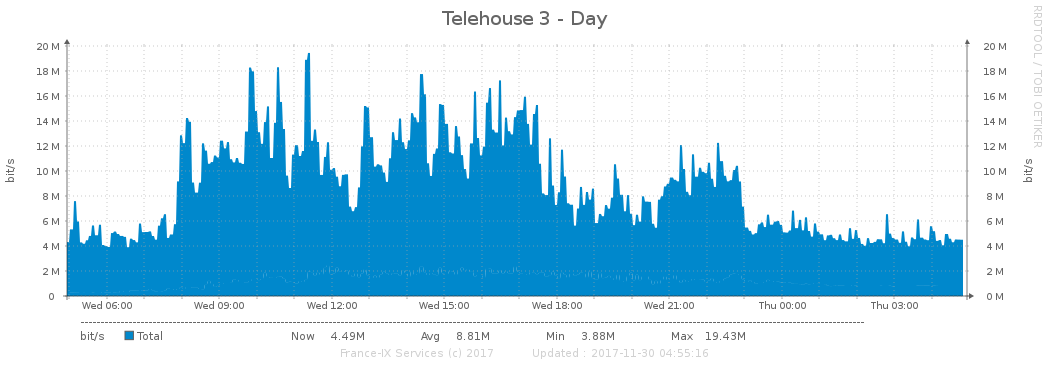 Telehouse 3 - Day
RRDTOOL / TOBI OETIKER
20 M 20 M
18 M 18 M
16 M 16 M
14 M 14 M
12 M 12 M
10 M 10 M
8 M 8 M
6 M 6 M
4 M 4 M
2 M 2 M
0 0 M
bit/s bit/s
Wed 06:00 Wed 09:00 Wed 12:00 Wed 15:00 Wed 18:00 Wed 21:00 Thu 00:00 Thu 03:00
bit/s Total Now 4.49M Avg 8.81M Min 3.88M Max 19.43M
France-IX Services (c) 2017 Updated : 2017-11-30 04:55:16